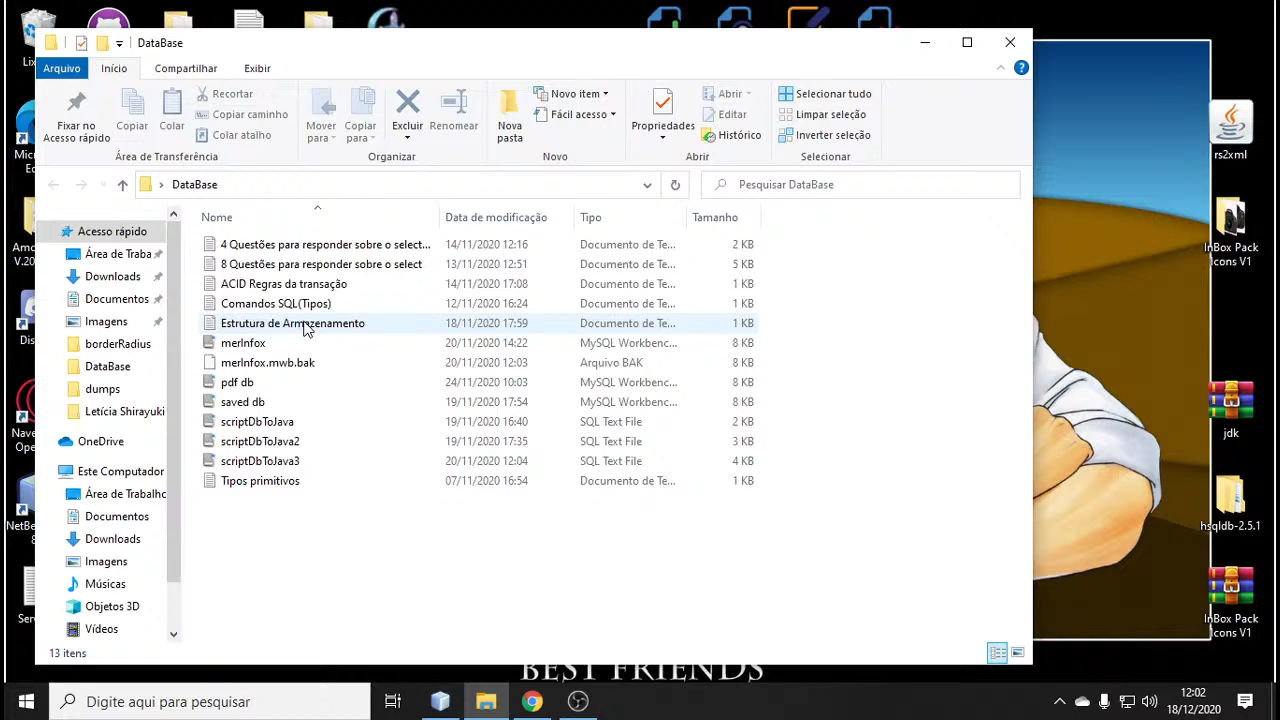 DataBase
Arquivo Início Compartilhar Exibir
Fixar no
Acesso rápido
Copiar
Colar
Recortar
Copiar caminho
Colar atalho
Área de Transferência
Mover
para
Copiar
para
Excluir
Renomear
Organizar
Nova
pasta
Novo item
Fácil acesso
Novo
Propriedades
Abrir
Editar
Histórico
Abrir
Selecionar tudo
Limpar seleção
Inverter seleção
Selecionar
DataBase
Pesquisar DataBase
Nome Data de modificação Tipo Tamanho
4 Questões para responder sobre o select... 14/11/2020 12:16 Documento de Te... 2 KB
8 Questões para responder sobre o select 13/11/2020 12:51 Documento de Te... 5 KB
ACID Regras da transação 14/11/2020 17:08 Documento de Te... 1 KB
Comandos SQL(Tipos) 12/11/2020 16:24 Documento de Te... 1 KB
Estrutura de Armazenamento 18/11/2020 17:59 Documento de Te... 1 KB
merInfox 20/11/2020 14:22 MySQL Workbenc... 8 KB
merInfox.mwb.bak 20/11/2020 12:03 Arquivo BAK 8 KB
pdf db 24/11/2020 10:03 MySQL Workbenc... 8 KB
saved db 19/11/2020 17:54 MySQL Workbenc... 8 KB
scriptDbToJava 19/11/2020 16:40 SQL Text File 2 KB
scriptDbToJava2 19/11/2020 17:35 SQL Text File 3 KB
scriptDbToJava3 20/11/2020 12:04 SQL Text File 4 KB
Tipos primitivos 07/11/2020 16:54 Documento de Te... 1 KB
Acesso rápido
Área de Traba
Downloads
Documentos
Imagens
borderRadius
DataBase
dumps
Letícia Shirayuki
OneDrive
Este Computador
Área de Trabalho
Documentos
Downloads
Imagens
Músicas
Objetos 3D
Vídeos
13 itens
rs2xml
InBox Pack
Icons V1
jdk
hsqldb-2.5.1
InBox Pack
Icons V1
BEST FRIENDS
Digite aqui para pesquisar
12:02
18/12/2020